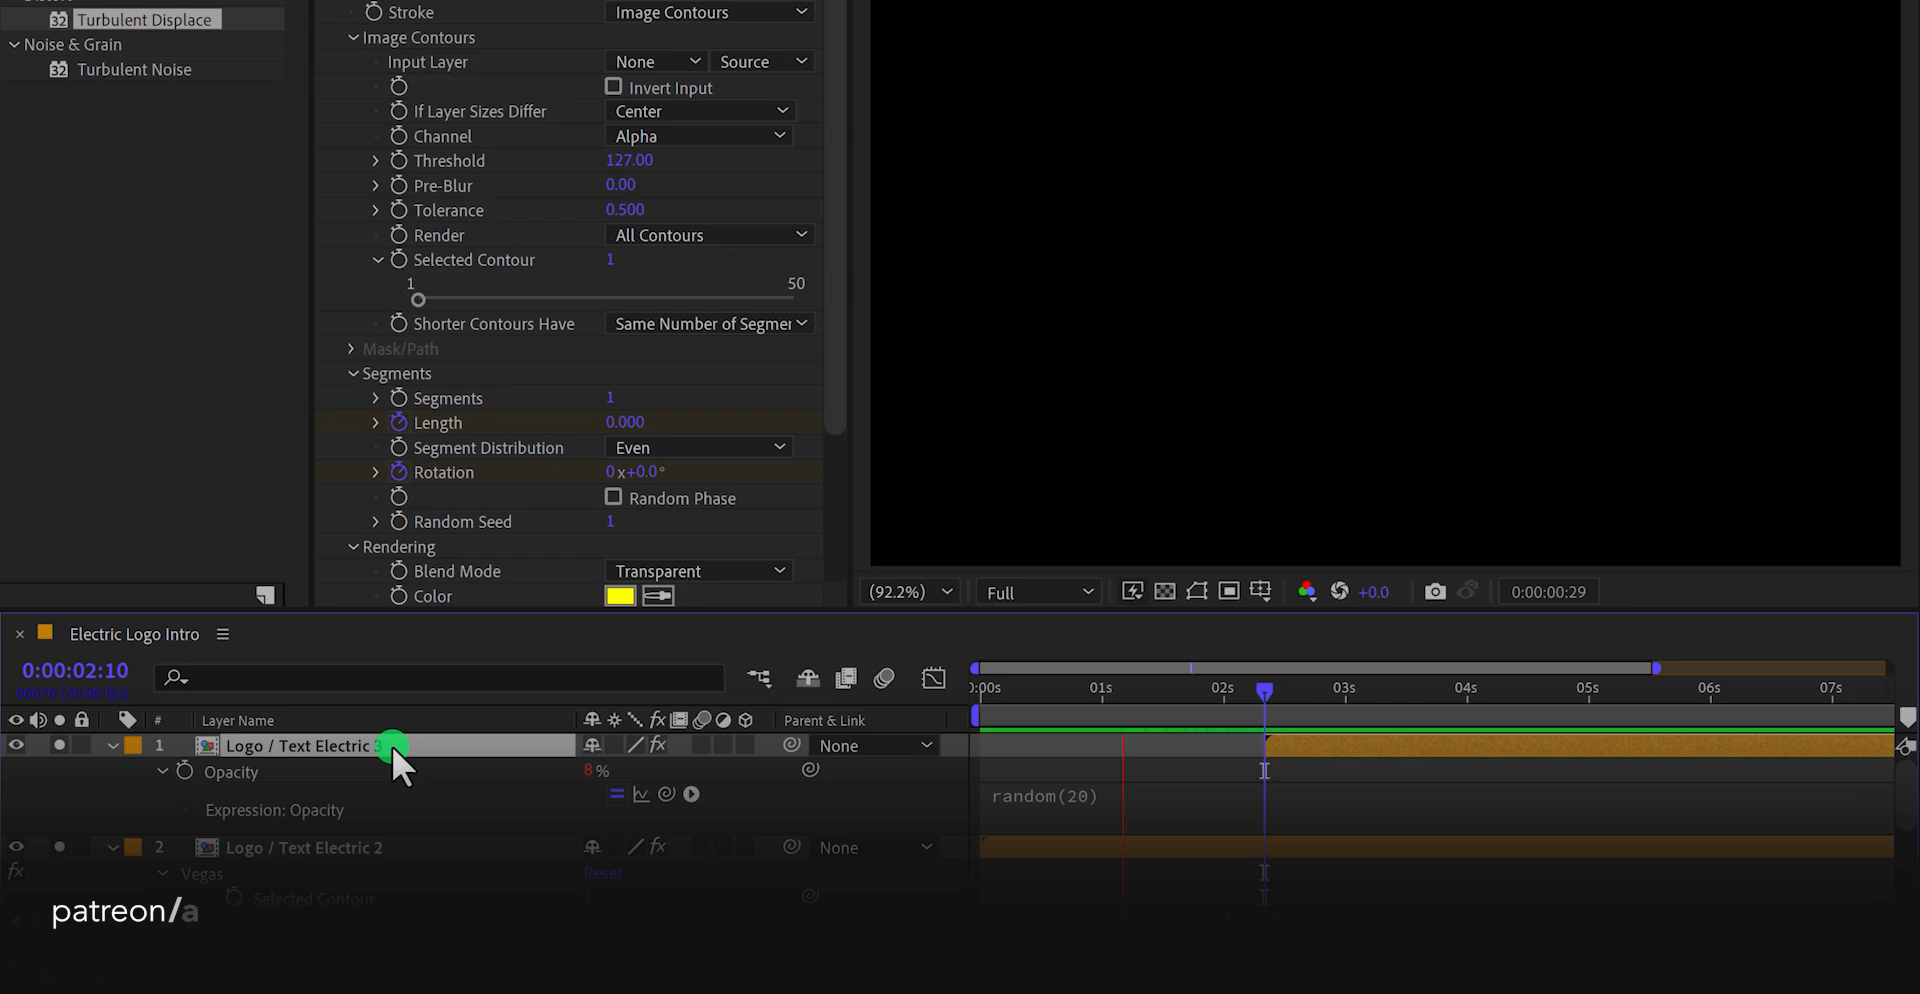 Turbulent Displace
Noise & Grain
Turbulent Noise
Stroke Image Contours
Image Contours
Input Layer None Source
Invert Input
If Layer Sizes Differ Center
Channel Alpha
Threshold 127.00
Pre-Blur 0.00
Tolerance 0.500
Render All Contours
Selected Contour 1
1 50
Shorter Contours Have Same Number of Segmer
Mask/Path
Segments
Segments 1
Length 0.000
Segment Distribution Even
Rotation 0x+0.0°
Random Phase
Random Seed 1
Rendering
Blend Mode Transparent
Color
(92.2%) Full +0.0 0:00:00:29
Electric Logo Intro
0:00:02:10
00070 (30.00 fps)
:00s 01s 02s 03s 04s 05s 06s 07s
# Layer Name fx Parent & Link
1 Logo / Text Electric 3 fx None
Opacity 8%
Expression: Opacity random(20)
2 Logo / Text Electric 2 fx None
fx Vegas Reset
Selected Contour
patreon/a